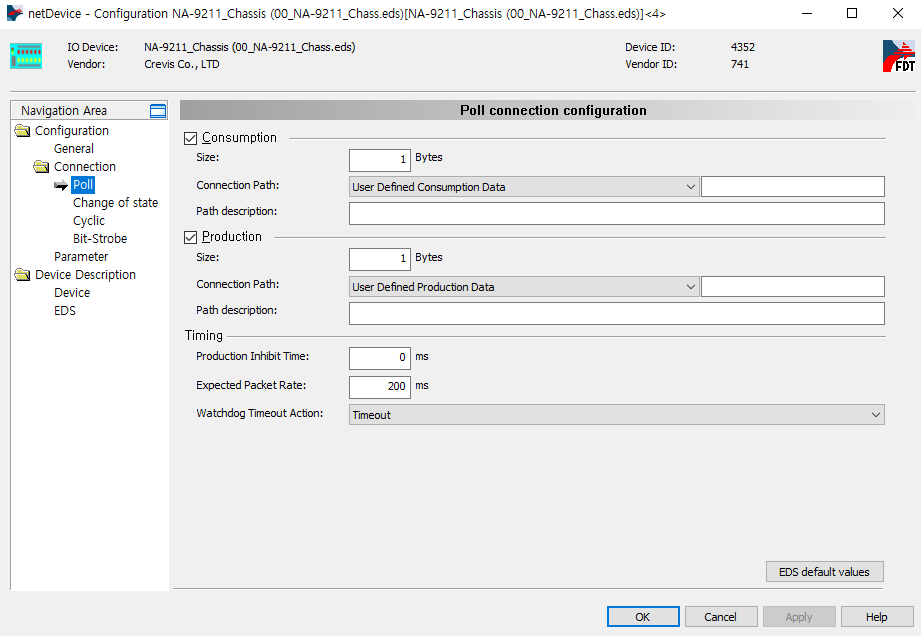 netDevice - Configuration NA-9211_Chassis (00_NA-9211_Chass.eds)[NA-9211_Chassis (00_NA-9211_Chass.eds)]<4>
IO Device: NA-9211_Chassis (00_NA-9211_Chass.eds) Device ID: 4352
Vendor: Crevis Co., LTD Vendor ID: 741
FDT
Navigation Area
Configuration
General
Connection
Poll
Change of state
Cyclic
Bit-Strobe
Parameter
Device Description
Device
EDS
Poll connection configuration
Consumption
Size: 1 Bytes
Connection Path: User Defined Consumption Data
Path description:
Production
Size: 1 Bytes
Connection Path: User Defined Production Data
Path description:
Timing
Production Inhibit Time: 0 ms
Expected Packet Rate: 200 ms
Watchdog Timeout Action: Timeout
EDS default values
OK Cancel Apply Help